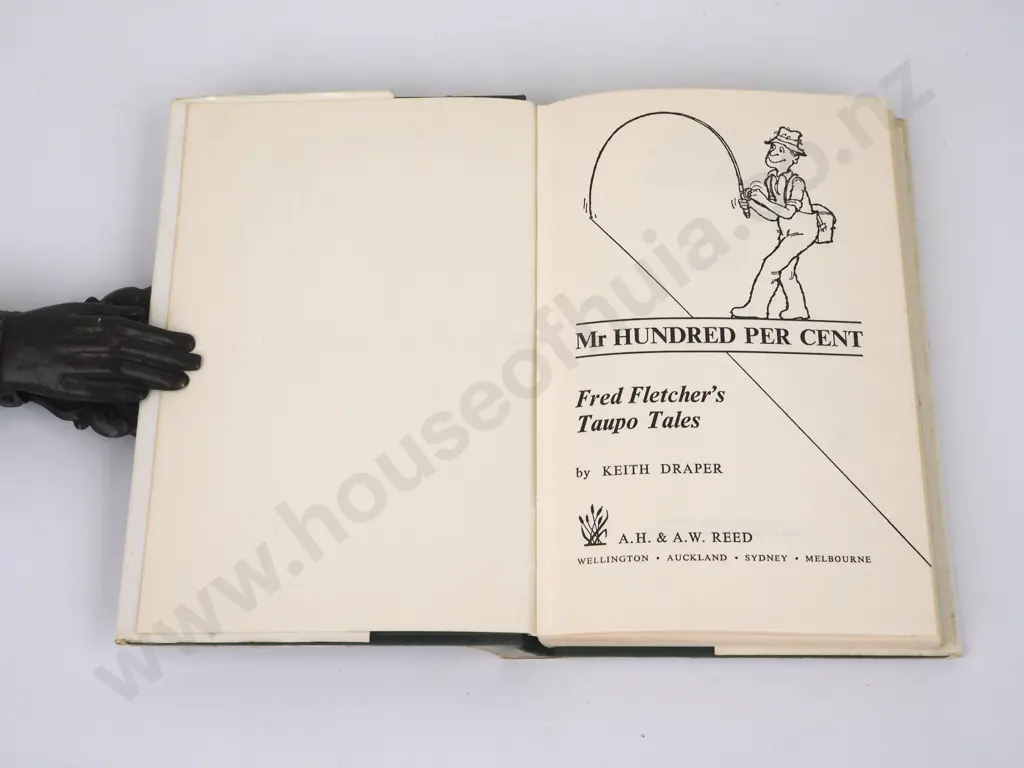 Mr HUNDRED PER CENT
Fred Fletcher's
Taupo Tales
by KEITH DRAPER
A.H. & A.W. REED
WELLINGTON • AUCKLAND • SYDNEY • MELBOURNE
www.houseofhuia.co.nz